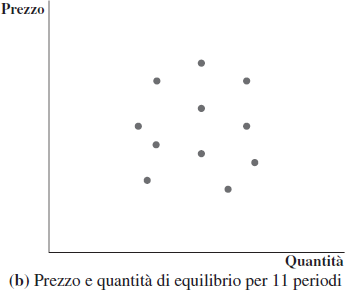 Prezzo
Quantità
(b) Prezzo e quantità di equilibrio per 11 periodi